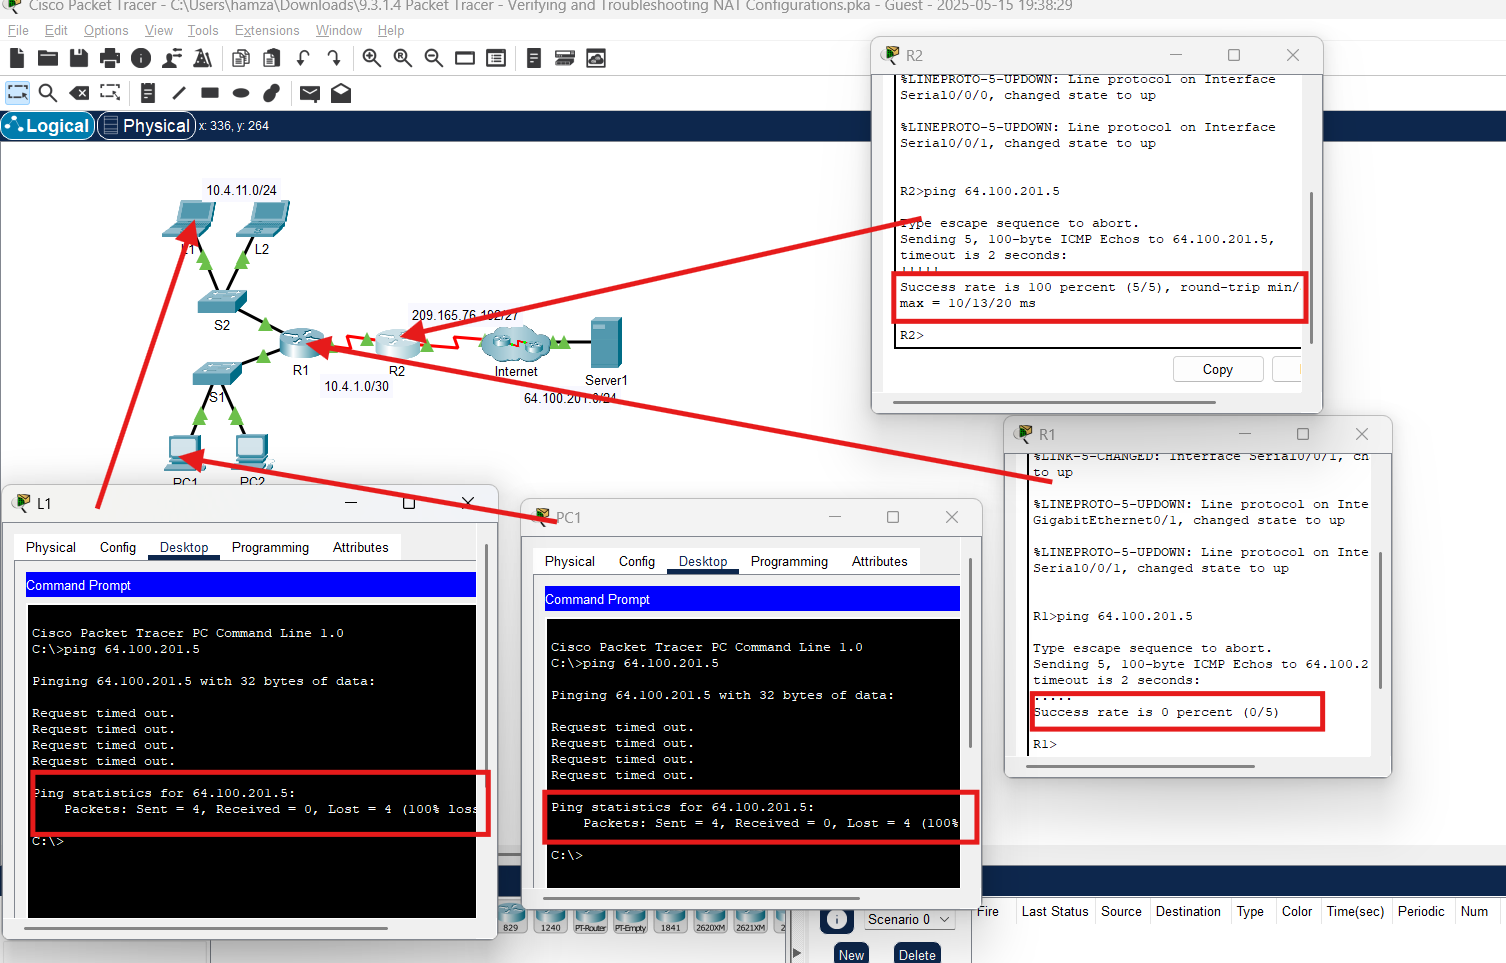 Cisco Packet Tracer - C:\Users\hamza\Downloads\9.3.1.4 Packet Tracer - Verifying and Troubleshooting NAT Configurations.pka - Guest - 2025-05-15 19:38:29
File Edit Options View Tools Extensions Window Help
Logical Physical x: 336, y: 264
10.4.11.0/24
L1
L2
S2
209.165.76.192/27
R1
R2
Internet
Server1
10.4.1.0/30
64.100.201.0/24
S1
PC1
PC2
R2
%LINEPROTO-5-UPDOWN: Line protocol on Interface
Serial0/0/0, changed state to up
%LINEPROTO-5-UPDOWN: Line protocol on Interface
Serial0/0/1, changed state to up
R2>ping 64.100.201.5
Type escape sequence to abort.
Sending 5, 100-byte ICMP Echos to 64.100.201.5,
timeout is 2 seconds:
!!!!!
Success rate is 100 percent (5/5), round-trip min/
max = 10/13/20 ms
R2>
Copy
R1
%LINK-5-CHANGED: Interface Serial0/0/1, ch
to up
%LINEPROTO-5-UPDOWN: Line protocol on Inte
GigabitEthernet0/1, changed state to up
%LINEPROTO-5-UPDOWN: Line protocol on Inte
Serial0/0/1, changed state to up
R1>ping 64.100.201.5
Type escape sequence to abort.
Sending 5, 100-byte ICMP Echos to 64.100.2
timeout is 2 seconds:
.....
Success rate is 0 percent (0/5)
R1>
L1
Physical Config Desktop Programming Attributes
Command Prompt
Cisco Packet Tracer PC Command Line 1.0
C:\>ping 64.100.201.5
Pinging 64.100.201.5 with 32 bytes of data:
Request timed out.
Request timed out.
Request timed out.
Request timed out.
Ping statistics for 64.100.201.5:
Packets: Sent = 4, Received = 0, Lost = 4 (100% loss
C:\>
PC1
Physical Config Desktop Programming Attributes
Command Prompt
Cisco Packet Tracer PC Command Line 1.0
C:\>ping 64.100.201.5
Pinging 64.100.201.5 with 32 bytes of data:
Request timed out.
Request timed out.
Request timed out.
Request timed out.
Ping statistics for 64.100.201.5:
Packets: Sent = 4, Received = 0, Lost = 4 (100%
C:\>
829 1240 PT-Router PT-Empty 1841 2620XM 2621XM 2
Scenario 0
New Delete
Fire Last Status Source Destination Type Color Time(sec) Periodic Num